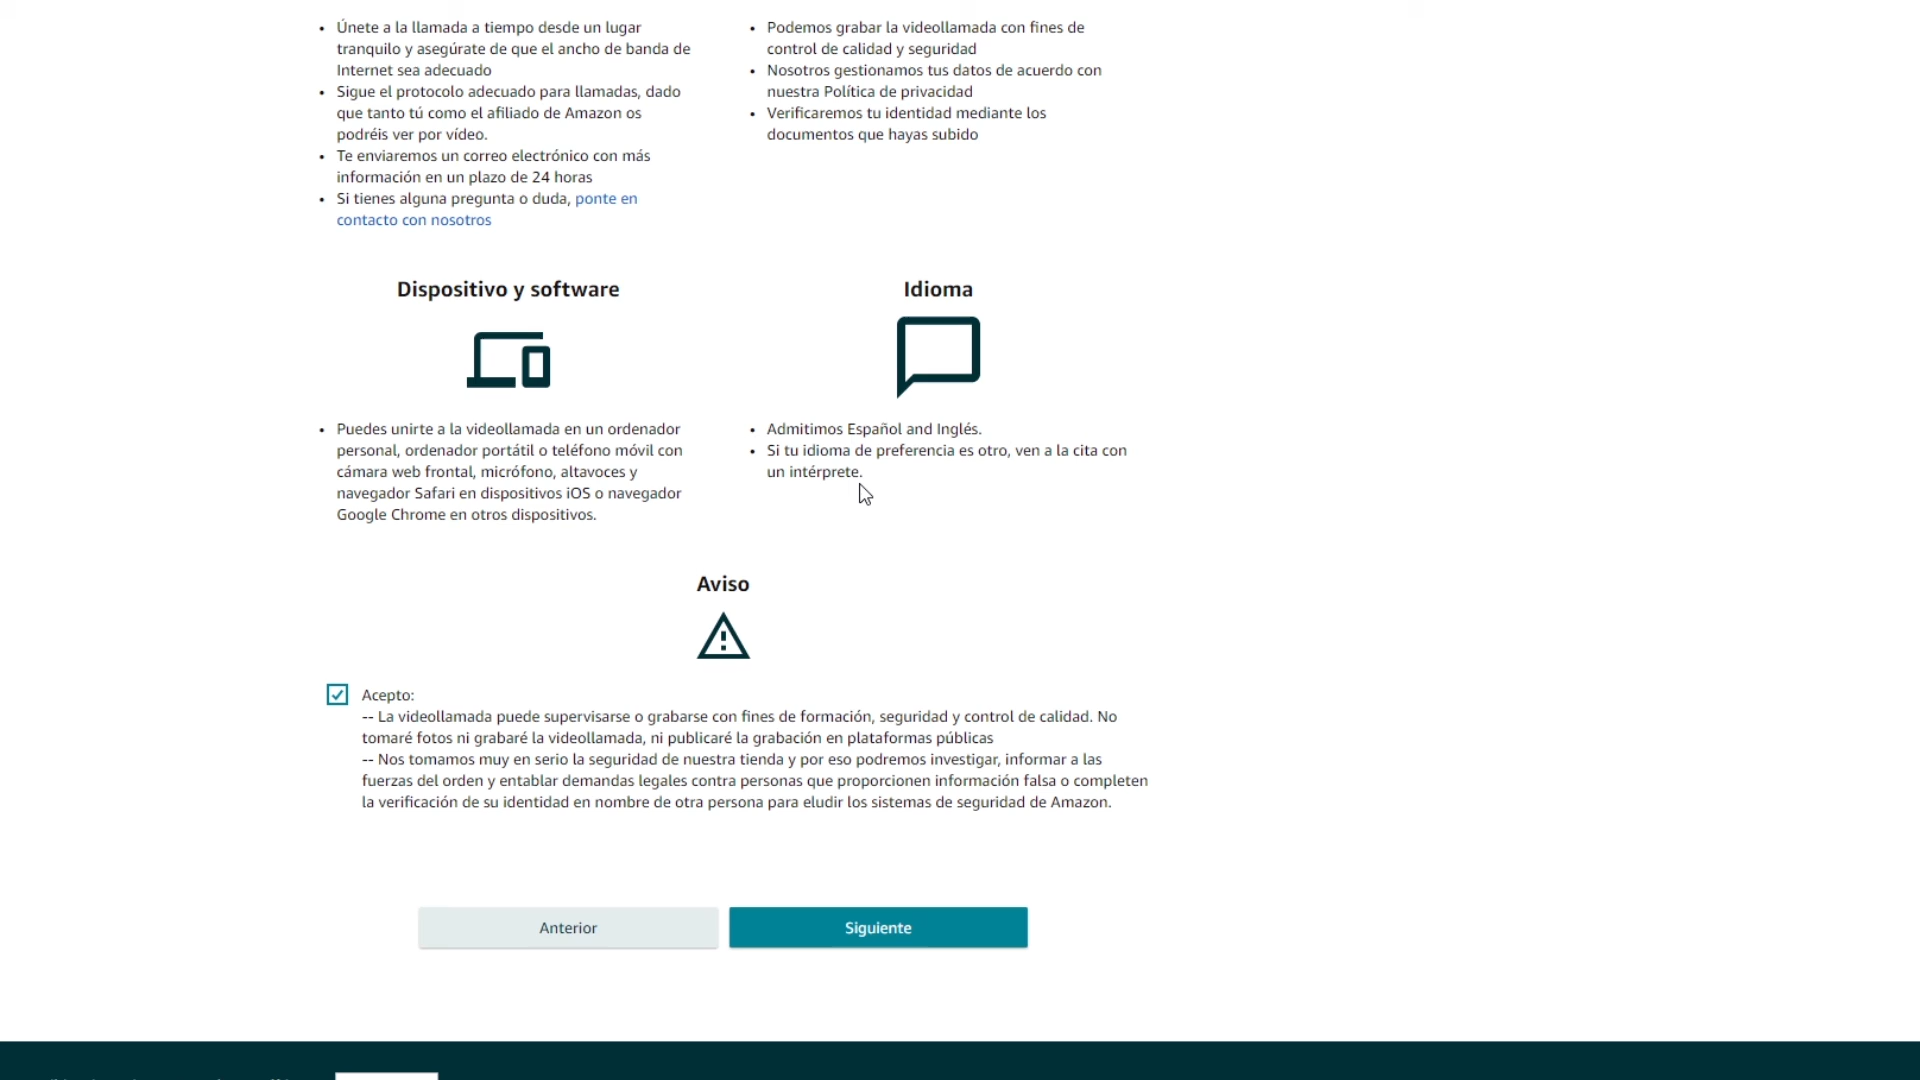 Únete a la llamada a tiempo desde un lugar
tranquilo y asegúrate de que el ancho de banda de
Internet sea adecuado
Sigue el protocolo adecuado para llamadas, dado
que tanto tú como el afiliado de Amazon os
podréis ver por vídeo.
Te enviaremos un correo electrónico con más
información en un plazo de 24 horas
Si tienes alguna pregunta o duda, ponte en
contacto con nosotros
Podemos grabar la videollamada con fines de
control de calidad y seguridad
Nosotros gestionamos tus datos de acuerdo con
nuestra Política de privacidad
Verificaremos tu identidad mediante los
documentos que hayas subido
Dispositivo y software
Puedes unirte a la videollamada en un ordenador
personal, ordenador portátil o teléfono móvil con
cámara web frontal, micrófono, altavoces y
navegador Safari en dispositivos iOS o navegador
Google Chrome en otros dispositivos.
Idioma
Admitimos Español and Inglés.
Si tu idioma de preferencia es otro, ven a la cita con
un intérprete.
Aviso
Acepto:
-- La videollamada puede supervisarse o grabarse con fines de formación, seguridad y control de calidad. No
tomaré fotos ni grabaré la videollamada, ni publicaré la grabación en plataformas públicas
-- Nos tomamos muy en serio la seguridad de nuestra tienda y por eso podremos investigar, informar a las
fuerzas del orden y entablar demandas legales contra personas que proporcionen información falsa o completen
la verificación de su identidad en nombre de otra persona para eludir los sistemas de seguridad de Amazon.
Anterior
Siguiente